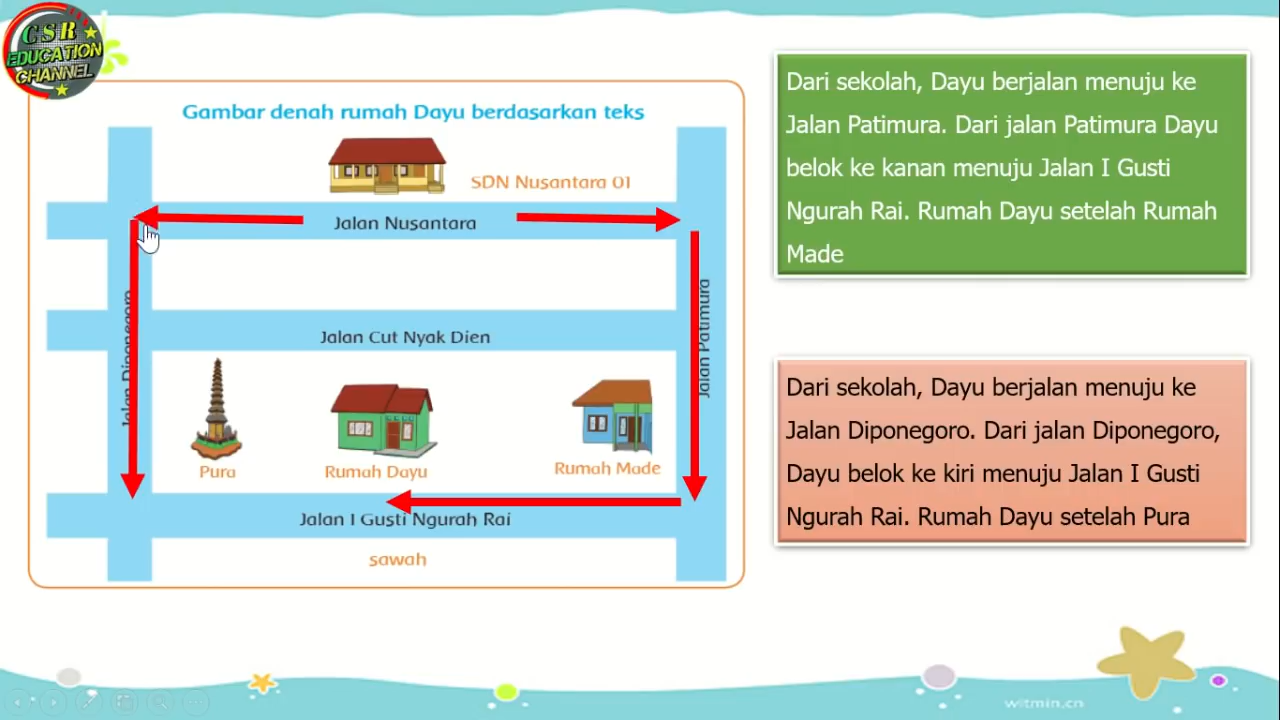 CSR
EDUCATION
CHANNEL
Gambar denah rumah Dayu berdasarkan teks
SDN Nusantara 01
Jalan Nusantara
Jalan Diponegoro
Jalan Cut Nyak Dien
Jalan Patimura
Pura
Rumah Dayu
Rumah Made
Jalan I Gusti Ngurah Rai
sawah
Dari sekolah, Dayu berjalan menuju ke
Jalan Patimura. Dari jalan Patimura Dayu
belok ke kanan menuju Jalan I Gusti
Ngurah Rai. Rumah Dayu setelah Rumah
Made
Dari sekolah, Dayu berjalan menuju ke
Jalan Diponegoro. Dari jalan Diponegoro,
Dayu belok ke kiri menuju Jalan I Gusti
Ngurah Rai. Rumah Dayu setelah Pura
witmin.cn